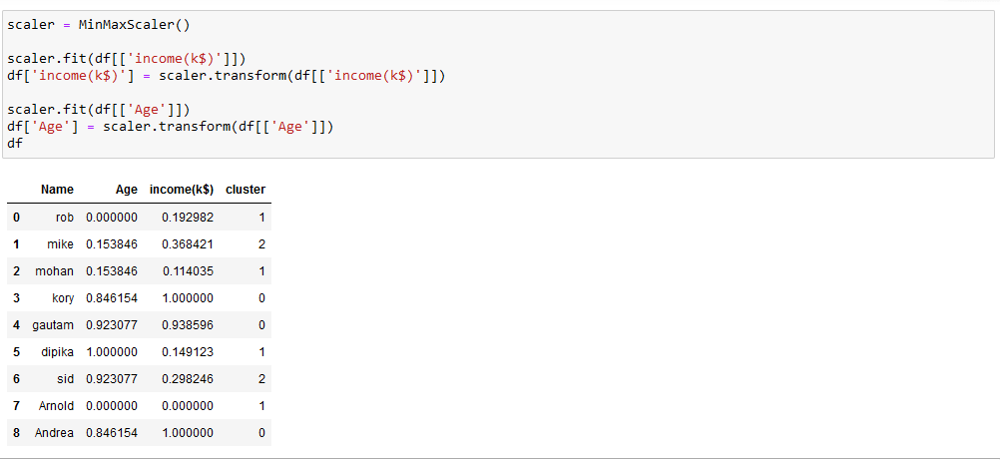 scaler = MinMaxScaler()
scaler.fit(df[['income(k$)']])
df['income(k$)'] = scaler.transform(df[['income(k$)']])
scaler.fit(df[['Age']])
df['Age'] = scaler.transform(df[['Age']])
df
Name Age income(k$) cluster
0 rob 0.000000 0.192982 1
1 mike 0.153846 0.368421 2
2 mohan 0.153846 0.114035 1
3 kory 0.846154 1.000000 0
4 gautam 0.923077 0.938596 0
5 dipika 1.000000 0.149123 1
6 sid 0.923077 0.298246 2
7 Arnold 0.000000 0.000000 1
8 Andrea 0.846154 1.000000 0